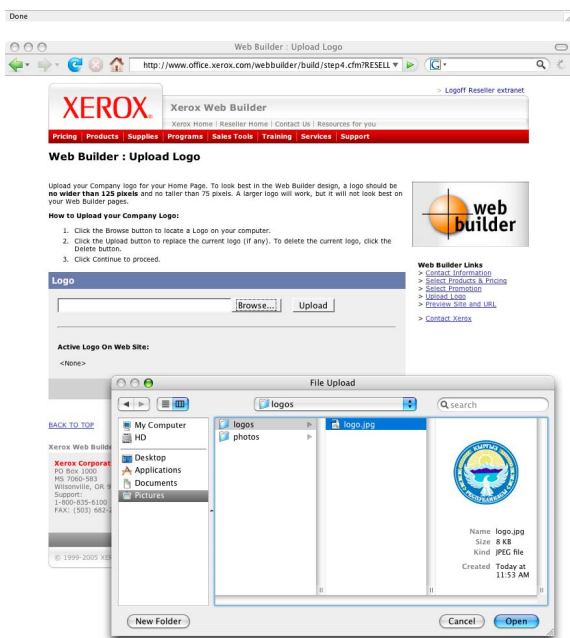 Done
Web Builder : Upload Logo
http://www.office.xerox.com/webbuilder/build/step4.cfm?RESELL
G
> Logoff Reseller extranet
XEROX.
Xerox Web Builder
Xerox Home | Reseller Home | Contact Us | Resources for you
Pricing | Products | Supplies | Programs | Sales Tools | Training | Services | Support
Web Builder : Upload Logo
Upload your Company logo for your Home Page. To look best in the Web Builder design, a logo should be
no wider than 125 pixels and no taller than 75 pixels. A larger logo will work, but it will not look best on
your Web Builder pages.
How to Upload your Company Logo:
1. Click the Browse button to locate a Logo on your computer.
2. Click the Upload button to replace the current logo (if any). To delete the current logo, click the
Delete button.
3. Click Continue to proceed.
web
builder
Web Builder Links
> Contact Information
> Select Products & Pricing
> Select Promotion
> Upload Logo
> Preview Site and URL
> Contact Xerox
Logo
Browse...
Upload
Active Logo On Web Site:
<None>
BACK TO TOP
Xerox Web Builde
Xerox Corporat
PO Box 1000
MS 7060-583
Wilsonville, OR 9
Support:
1-800-835-6100
FAX: (503) 682-2
© 1999-2005 XER
File Upload
logos
search
My Computer
HD
Desktop
Applications
Documents
Pictures
logos
photos
logo.jpg
КЫРГЫЗ
РЕСПУБЛИКАСЫ
Name logo.jpg
Size 8 KB
Kind JPEG file
Created Today at
11:53 AM
New Folder
Cancel
Open